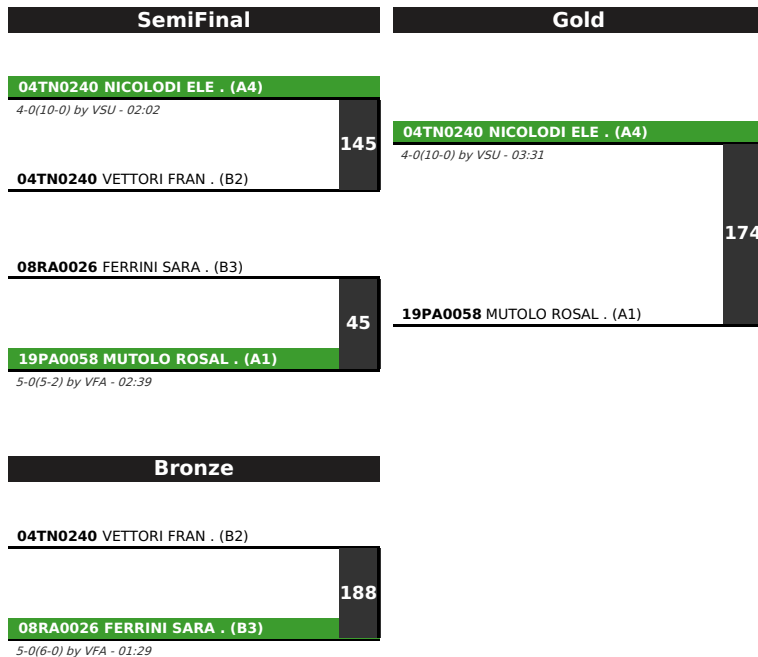 SemiFinal
04TN0240 NICOLODI ELE . (A4)
4-0(10-0) by VSU - 02:02
145
04TN0240 VETTORI FRAN . (B2)
08RA0026 FERRINI SARA . (B3)
45
19PA0058 MUTOLO ROSAL . (A1)
5-0(5-2) by VFA - 02:39
Gold
04TN0240 NICOLODI ELE . (A4)
4-0(10-0) by VSU - 03:31
174
19PA0058 MUTOLO ROSAL . (A1)
Bronze
04TN0240 VETTORI FRAN . (B2)
188
08RA0026 FERRINI SARA . (B3)
5-0(6-0) by VFA - 01:29